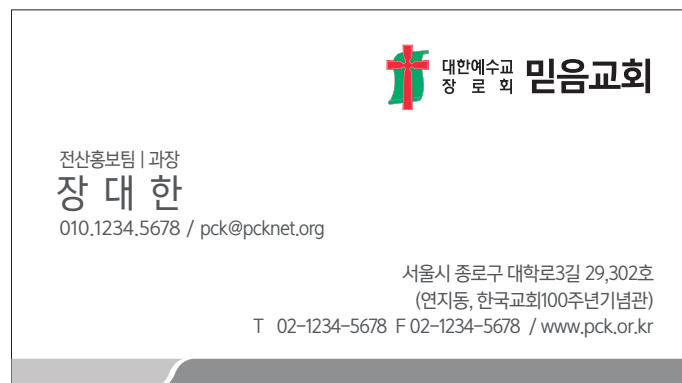 대한예수교
장 로 회 믿음교회
전산홍보팀 | 과장
장 대 한
010.1234.5678 / pck@pcknet.org
서울시 종로구 대학로3길 29,302호
(연지동, 한국교회100주년기념관)
T 02-1234-5678 F 02-1234-5678 / www.pck.or.kr